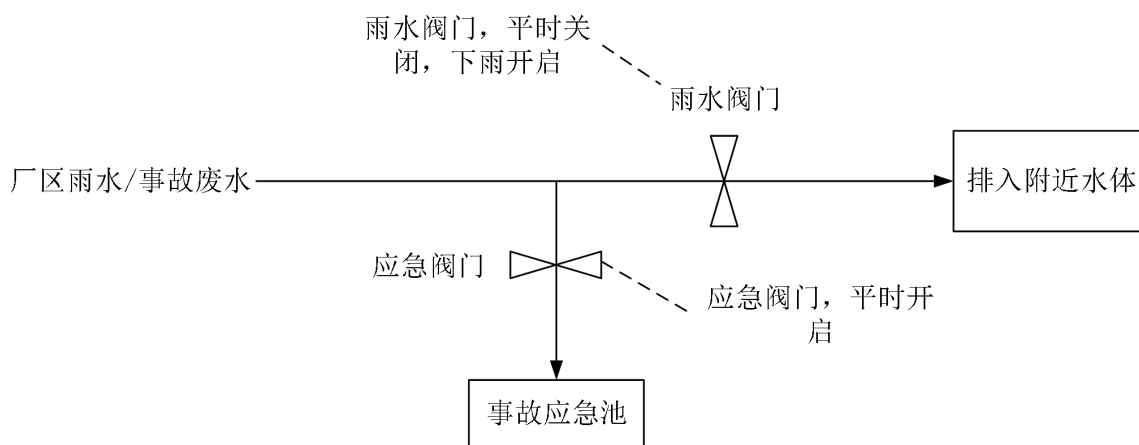 雨水阀门，平时关
闭，下雨开启
雨水阀门
厂区雨水/事故废水
排入附近水体
应急阀门
应急阀门，平时开
启
事故应急池